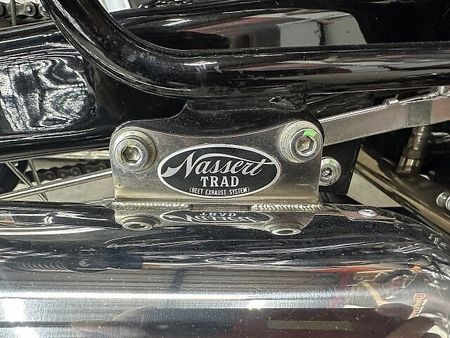 Nassert
TRAD
(BEET EXHAUST SYSTEM)